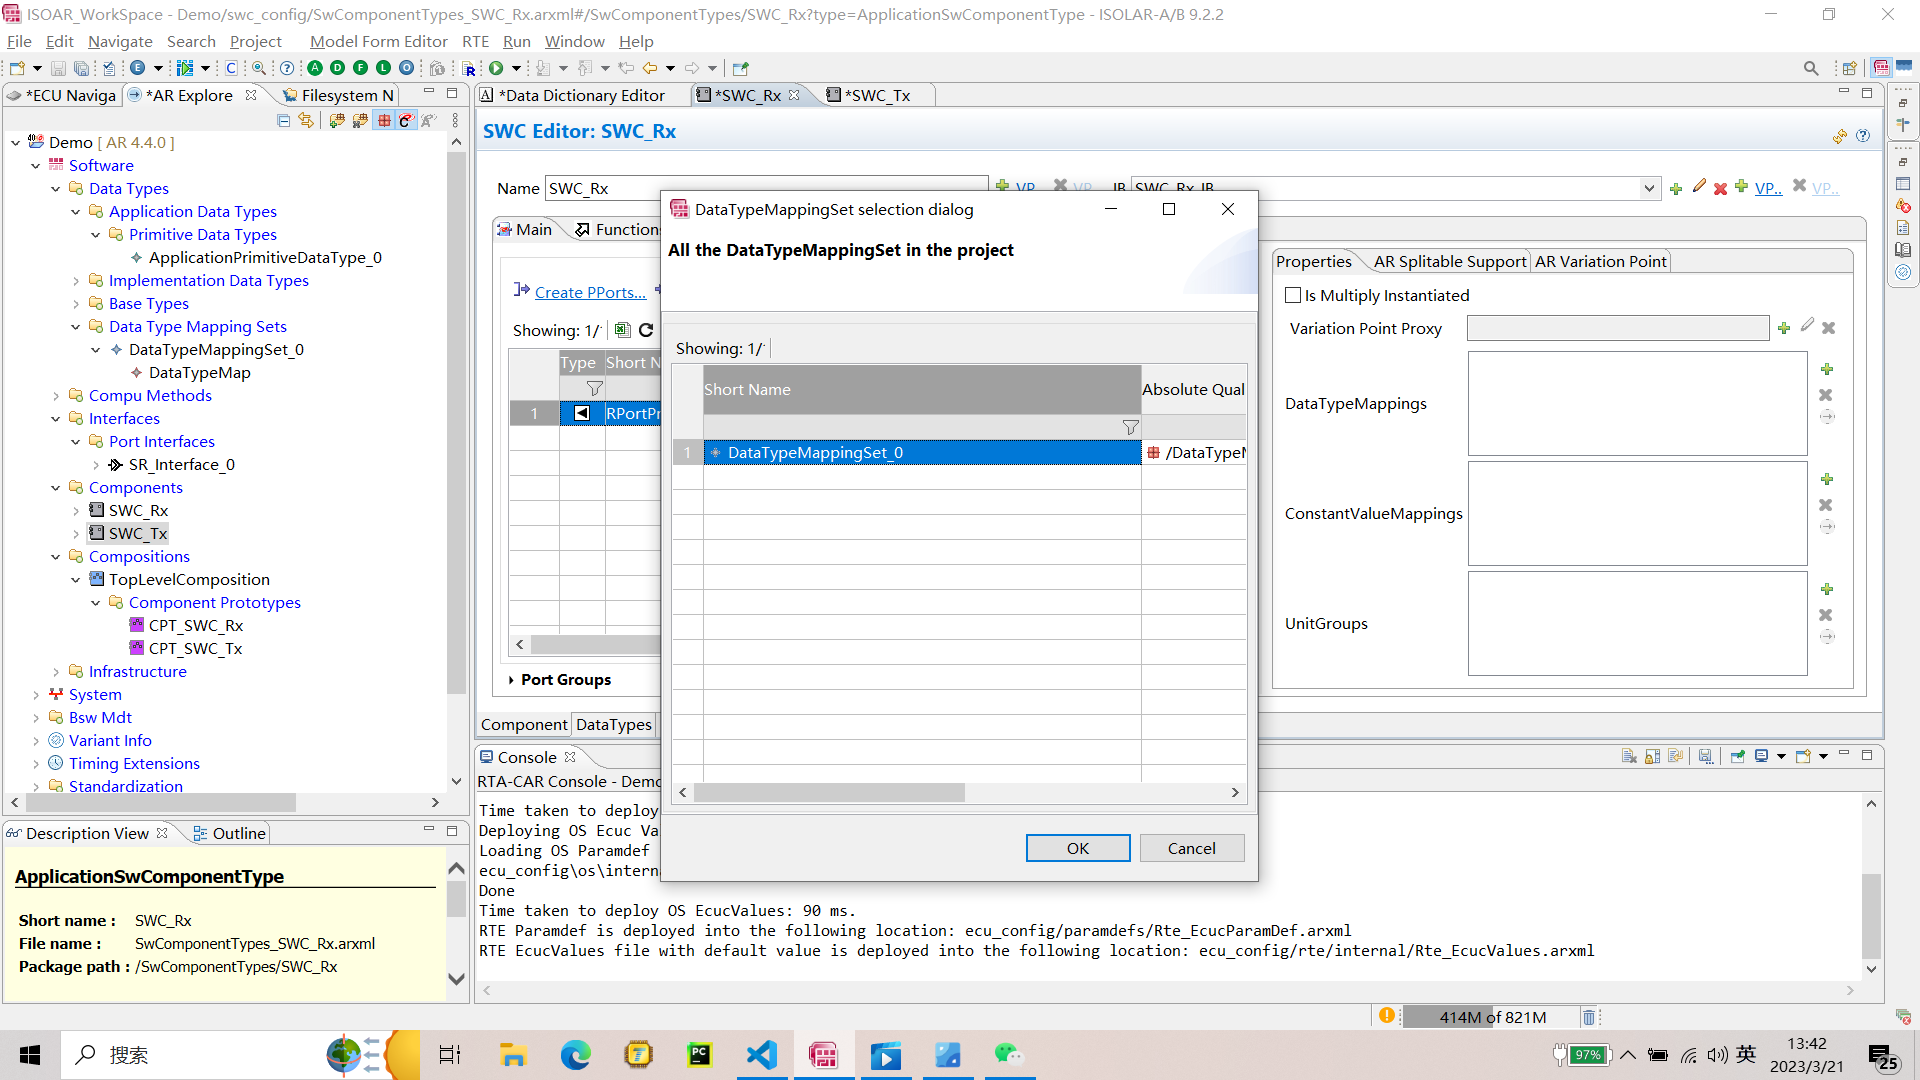 ISOAR_WorkSpace - Demo/swc_config/SwComponentTypes_SWC_Rx.arxml#/SwComponentTypes/SWC_Rx?type=ApplicationSwComponentType - ISOLAR-A/B 9.2.2
File Edit Navigate Search Project Model Form Editor RTE Run Window Help
*ECU Naviga
*AR Explore
Filesystem N
Demo [ AR 4.4.0 ]
Software
Data Types
Application Data Types
Primitive Data Types
ApplicationPrimitiveDataType_0
Implementation Data Types
Base Types
Data Type Mapping Sets
DataTypeMappingSet_0
DataTypeMap
Compu Methods
Interfaces
Port Interfaces
SR_Interface_0
Components
SWC_Rx
SWC_Tx
Compositions
TopLevelComposition
Component Prototypes
CPT_SWC_Rx
CPT_SWC_Tx
Infrastructure
System
Bsw Mdt
Variant Info
Timing Extensions
Standardization
Description View
Outline
ApplicationSwComponentType
Short name : SWC_Rx
File name : SwComponentTypes_SWC_Rx.arxml
Package path : /SwComponentTypes/SWC_Rx
*Data Dictionary Editor
*SWC_Rx
*SWC_Tx
SWC Editor: SWC_Rx
Name SWC_Rx
VP..
VP..
IB SWC_Rx_IB
VP..
VP..
Main
Function
Create PPorts...
Showing: 1/
Type Short N
1 RPortPr
Port Groups
Component DataTypes
DataTypeMappingSet selection dialog
All the DataTypeMappingSet in the project
Showing: 1/
Short Name Absolute Qual
1 DataTypeMappingSet_0 /DataTypeM
OK
Cancel
Properties AR Splitable Support AR Variation Point
Is Multiply Instantiated
Variation Point Proxy
DataTypeMappings
ConstantValueMappings
UnitGroups
Console
RTA-CAR Console - Demo
Time taken to deploy
Deploying OS Ecuc Va
Loading OS Paramdef
ecu_config\os\intern
Done
Time taken to deploy OS EcucValues: 90 ms.
RTE Paramdef is deployed into the following location: ecu_config/paramdefs/Rte_EcucParamDef.arxml
RTE EcucValues file with default value is deployed into the following location: ecu_config/rte/internal/Rte_EcucValues.arxml
414M of 821M
搜索
97%
英
13:42
2023/3/21
25